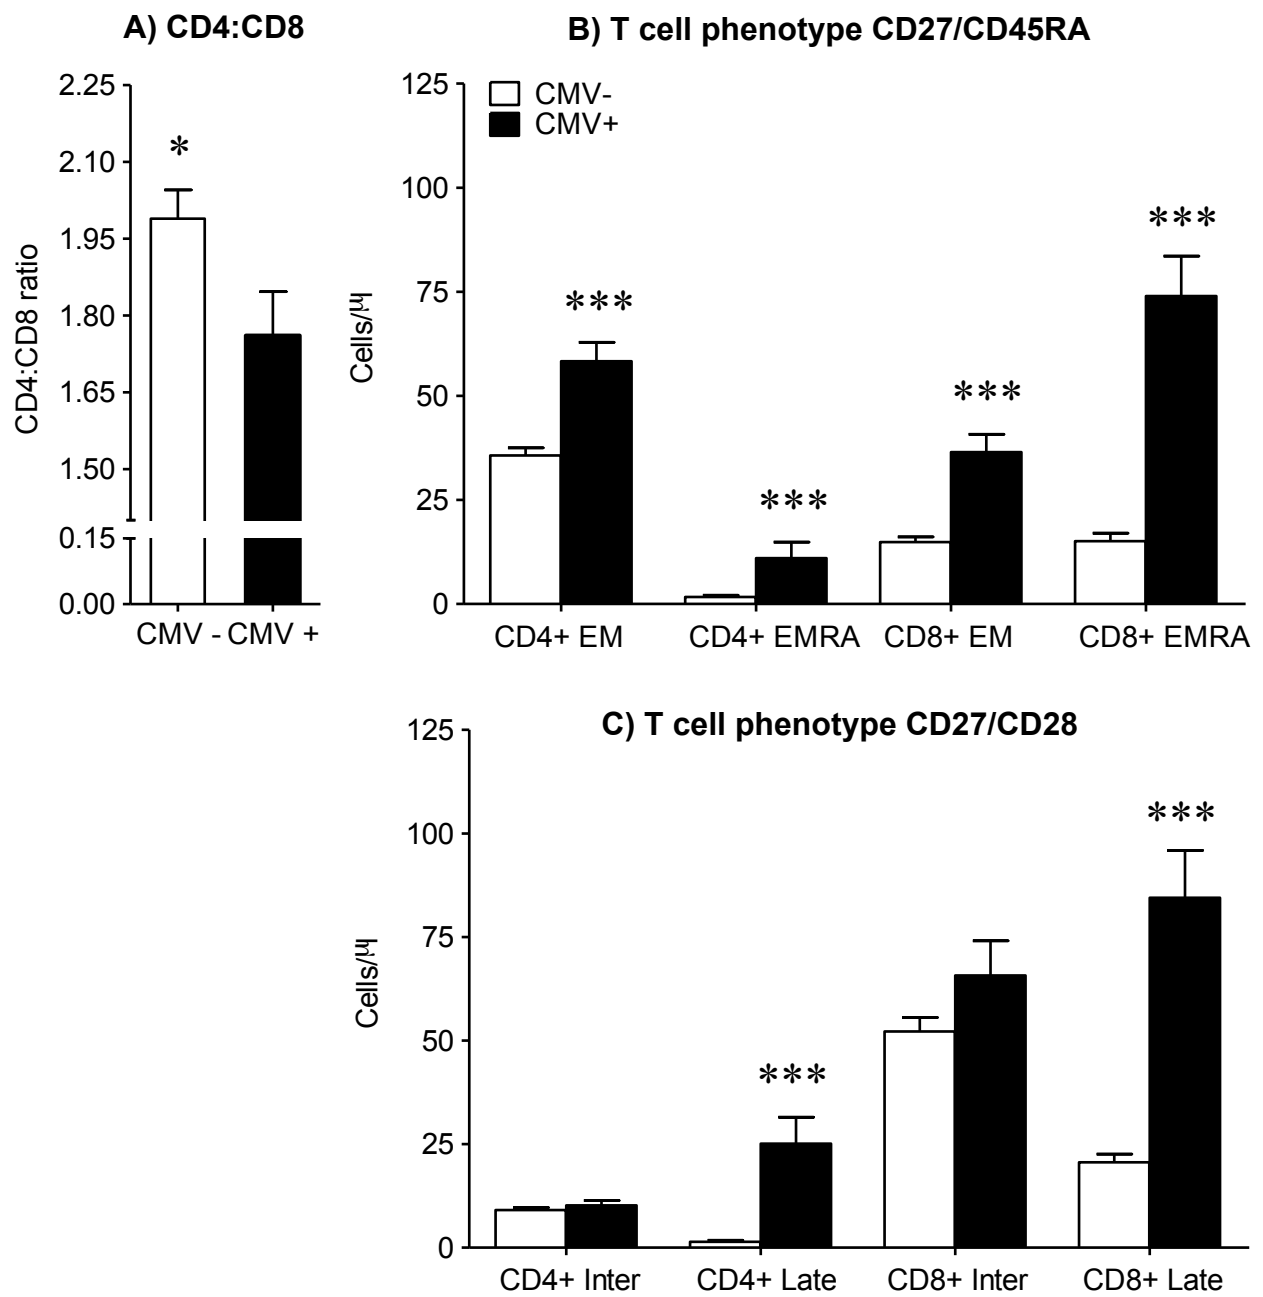 A) CD4:CD8
2.25
2.10
1.95
1.80
1.65
1.50
0.15
0.00
CD4:CD8 ratio
*
CMV -
CMV +
B) T cell phenotype CD27/CD45RA
125
100
75
50
25
0
Cells/µl
CMV-
CMV+
***
***
***
***
CD4+ EM
CD4+ EMRA
CD8+ EM
CD8+ EMRA
C) T cell phenotype CD27/CD28
125
100
75
50
25
0
Cells/µl
***
***
CD4+ Inter
CD4+ Late
CD8+ Inter
CD8+ Late